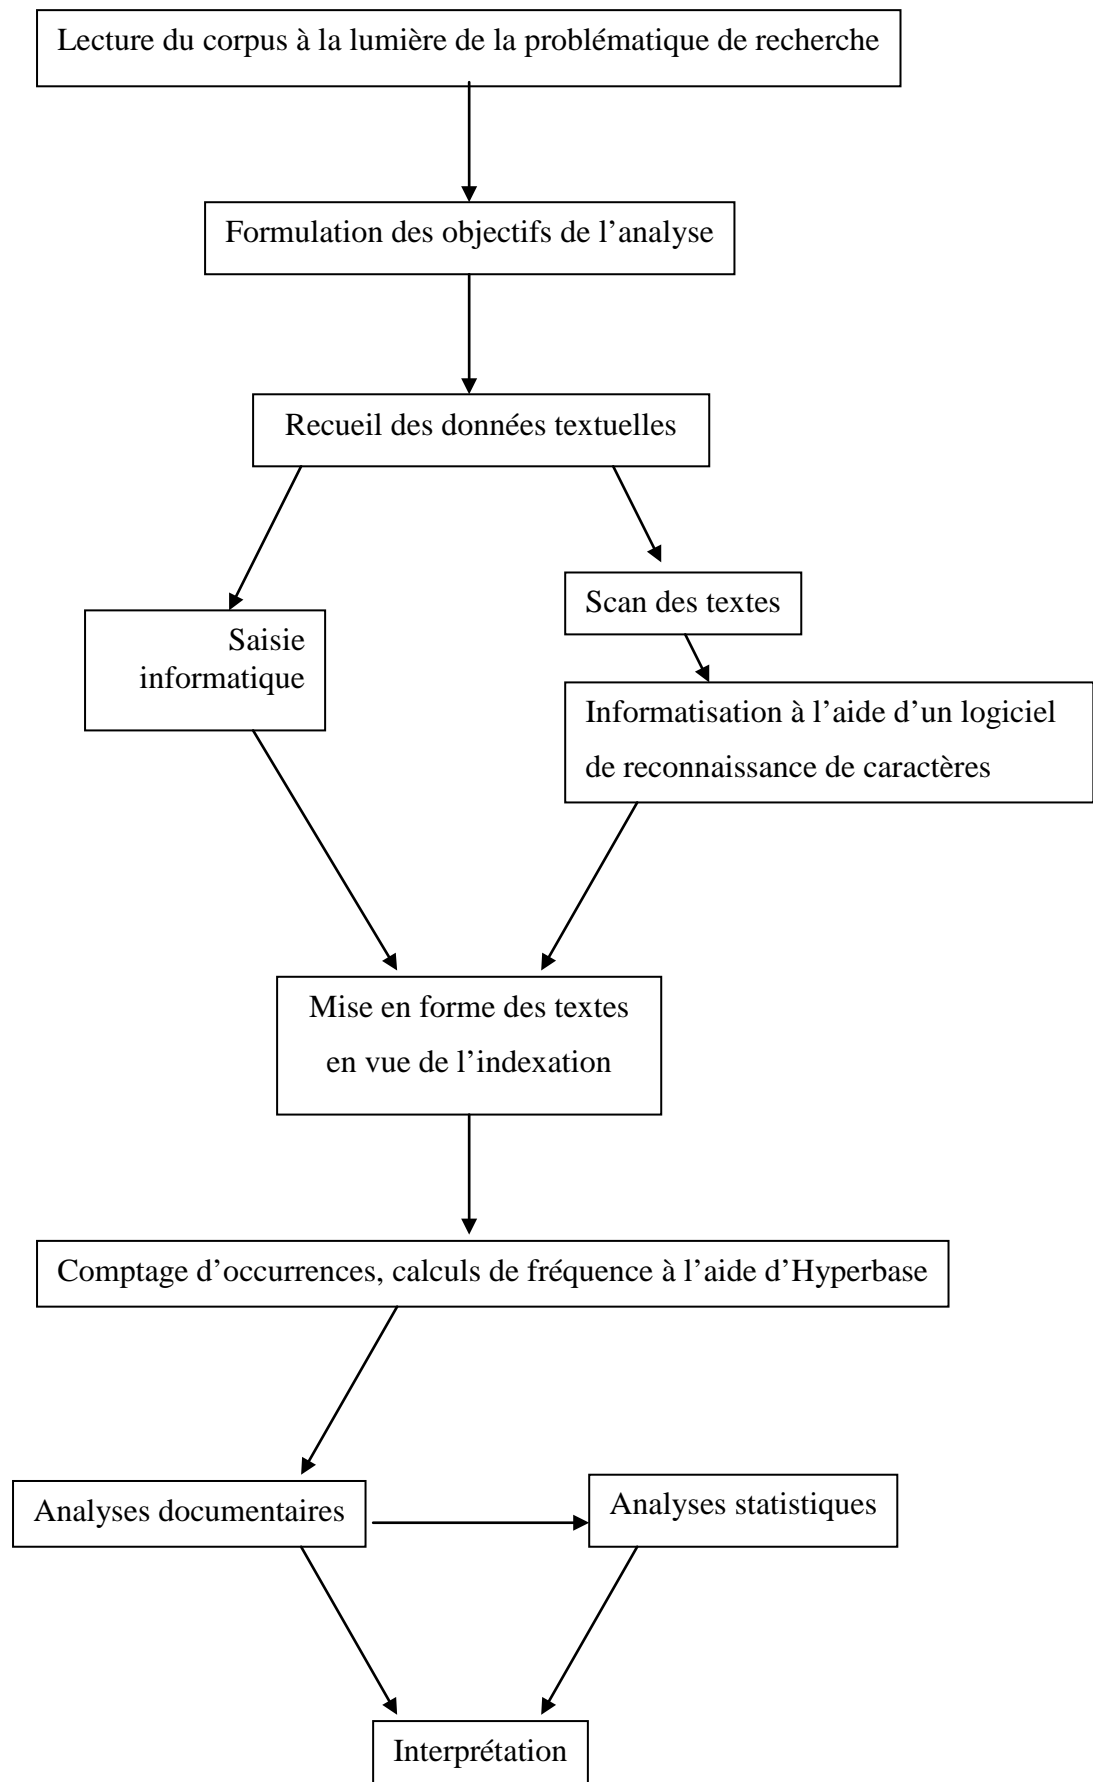 Lecture du corpus à la lumière de la problématique de recherche
Formulation des objectifs de l’analyse
Recueil des données textuelles
Saisie
informatique
Scan des textes
Informatisation à l’aide d’un logiciel
de reconnaissance de caractères
Mise en forme des textes
en vue de l’indexation
Comptage d’occurrences, calculs de fréquence à l’aide d’Hyperbase
Analyses documentaires
Analyses statistiques
Interprétation